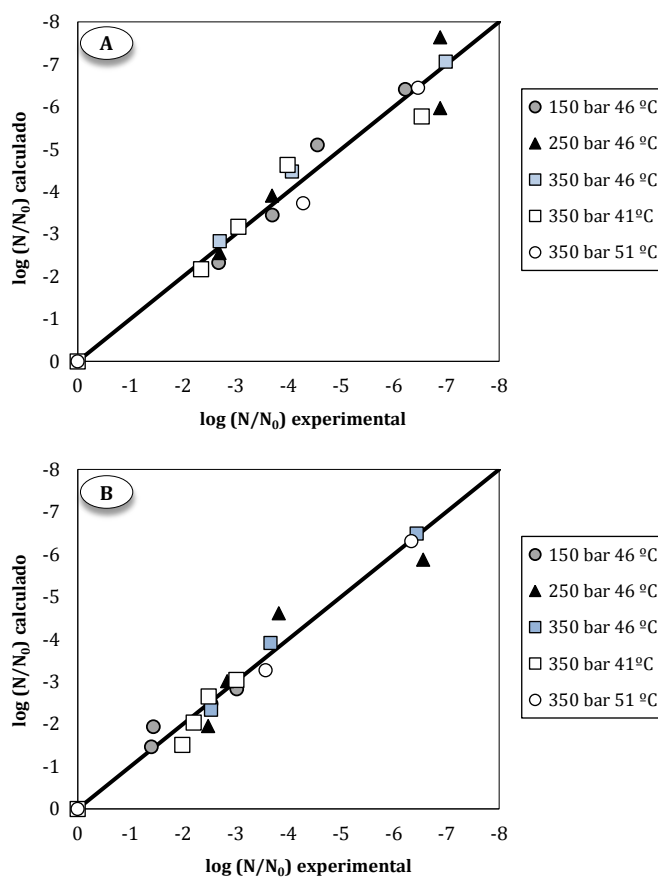 A
-8
-7
-6
-5
-4
-3
-2
-1
0
log (N/N₀) calculado
0 -1 -2 -3 -4 -5 -6 -7 -8
log (N/N₀) experimental
150 bar 46 ºC
250 bar 46 ºC
350 bar 46 ºC
350 bar 41ºC
350 bar 51 ºC
B
-8
-7
-6
-5
-4
-3
-2
-1
0
log (N/N₀) calculado
0 -1 -2 -3 -4 -5 -6 -7 -8
log (N/N₀) experimental
150 bar 46 ºC
250 bar 46 ºC
350 bar 46 ºC
350 bar 41ºC
350 bar 51 ºC